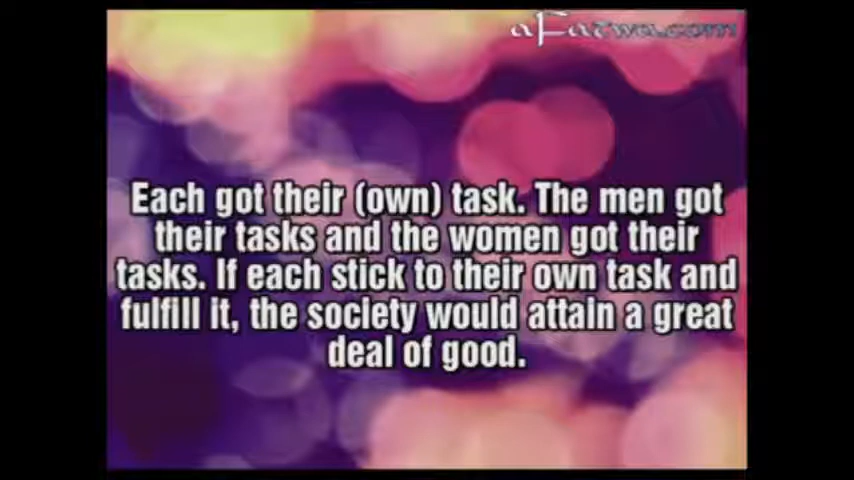 aFatwa.com
Each got their (own) task. The men got
their tasks and the women got their
tasks. If each stick to their own task and
fulfill it, the society would attain a great
deal of good.